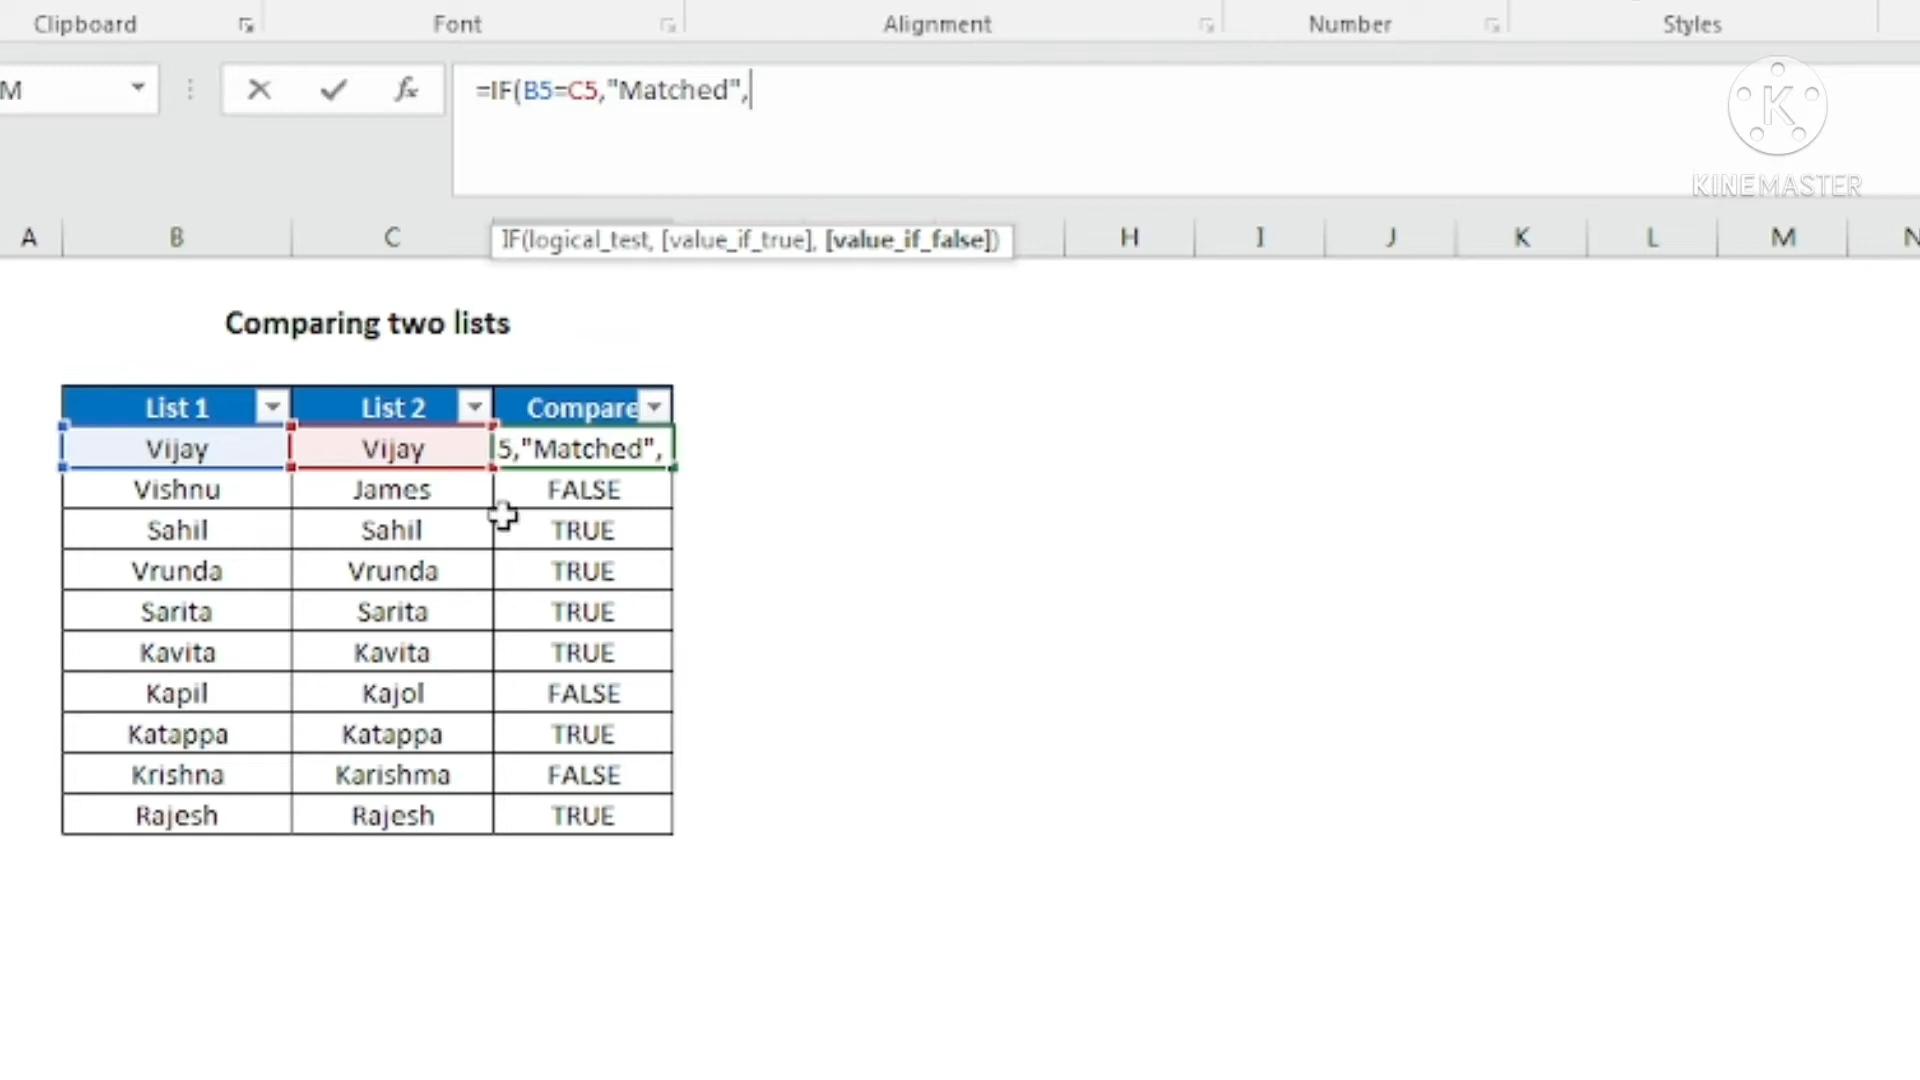 Clipboard Font Alignment Number Styles
M fx =IF(B5=C5,"Matched",
K
KINEMASTER
A B C H I J K L M N
IF(logical_test, [value_if_true], [value_if_false])
Comparing two lists
List 1 List 2 Compare
Vijay Vijay 5,"Matched",
Vishnu James FALSE
Sahil Sahil TRUE
Vrunda Vrunda TRUE
Sarita Sarita TRUE
Kavita Kavita TRUE
Kapil Kajol FALSE
Katappa Katappa TRUE
Krishna Karishma FALSE
Rajesh Rajesh TRUE